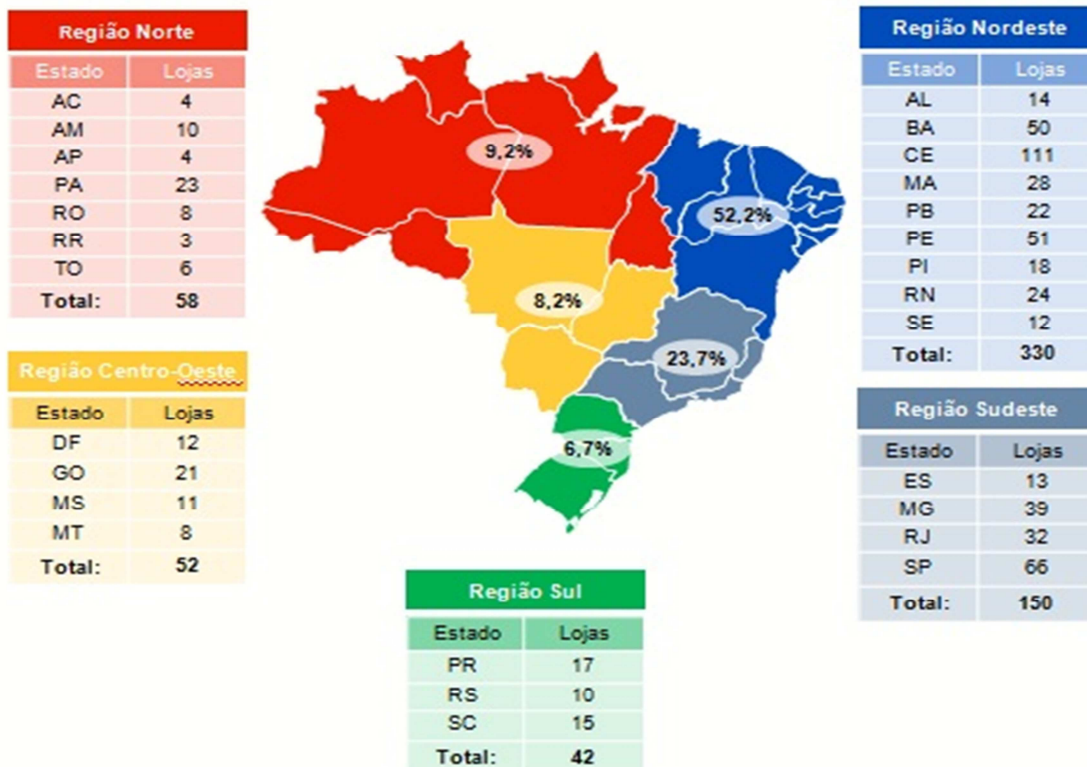 Região Norte
Estado Lojas
AC 4
AM 10
AP 4
PA 23
RO 8
RR 3
TO 6
Total: 58
Região Centro-Oeste
Estado Lojas
DF 12
GO 21
MS 11
MT 8
Total: 52
9,2%
52,2%
8,2%
23,7%
6,7%
Região Sul
Estado Lojas
PR 17
RS 10
SC 15
Total: 42
Região Nordeste
Estado Lojas
AL 14
BA 50
CE 111
MA 28
PB 22
PE 51
PI 18
RN 24
SE 12
Total: 330
Região Sudeste
Estado Lojas
ES 13
MG 39
RJ 32
SP 66
Total: 150